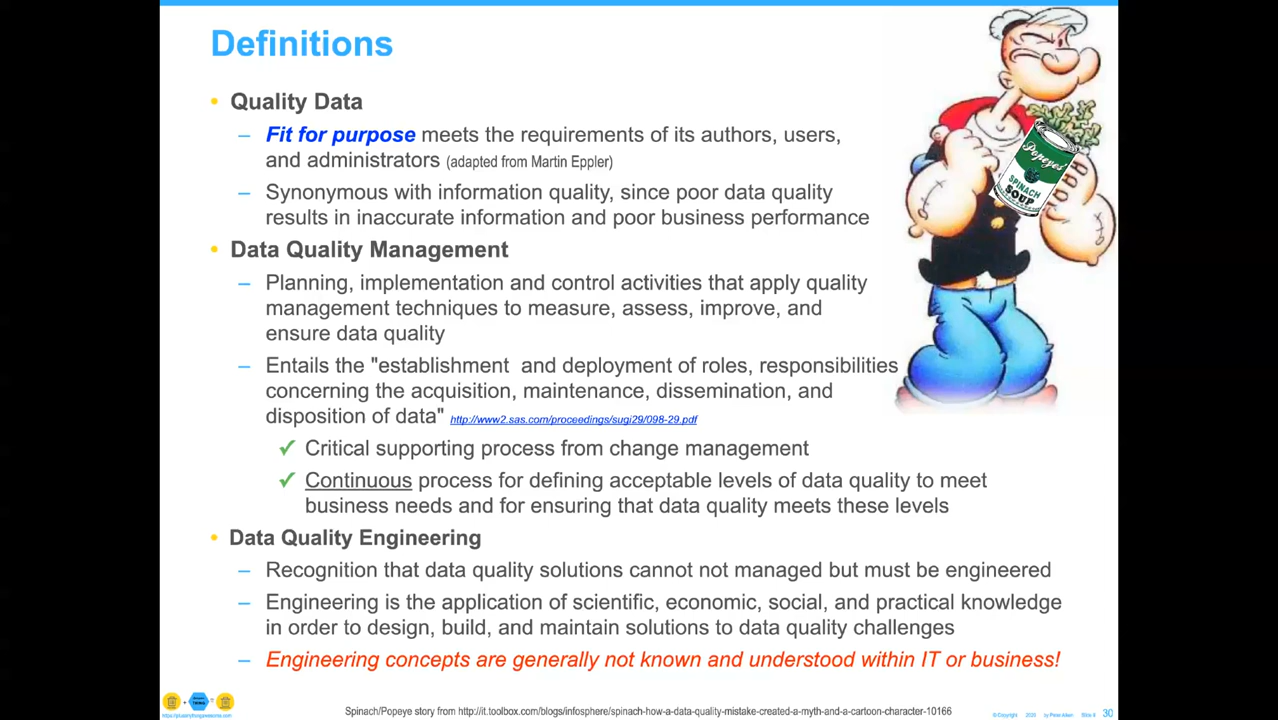 Definitions
• Quality Data
– Fit for purpose meets the requirements of its authors, users,
and administrators (adapted from Martin Eppler)
– Synonymous with information quality, since poor data quality
results in inaccurate information and poor business performance
• Data Quality Management
– Planning, implementation and control activities that apply quality
management techniques to measure, assess, improve, and
ensure data quality
– Entails the "establishment and deployment of roles, responsibilities
concerning the acquisition, maintenance, dissemination, and
disposition of data" http://www2.sas.com/proceedings/sugi29/098-29.pdf
✓ Critical supporting process from change management
✓ Continuous process for defining acceptable levels of data quality to meet
business needs and for ensuring that data quality meets these levels
• Data Quality Engineering
– Recognition that data quality solutions cannot not managed but must be engineered
– Engineering is the application of scientific, economic, social, and practical knowledge
in order to design, build, and maintain solutions to data quality challenges
– Engineering concepts are generally not known and understood within IT or business!
Popeyes'
SPINACH
SOUP
Spinach/Popeye story from http://it.toolbox.com/blogs/infosphere/spinach-how-a-data-quality-mistake-created-a-myth-and-a-cartoon-character-10166
© Copyright 2020 by Peter Aiken Slide # 30